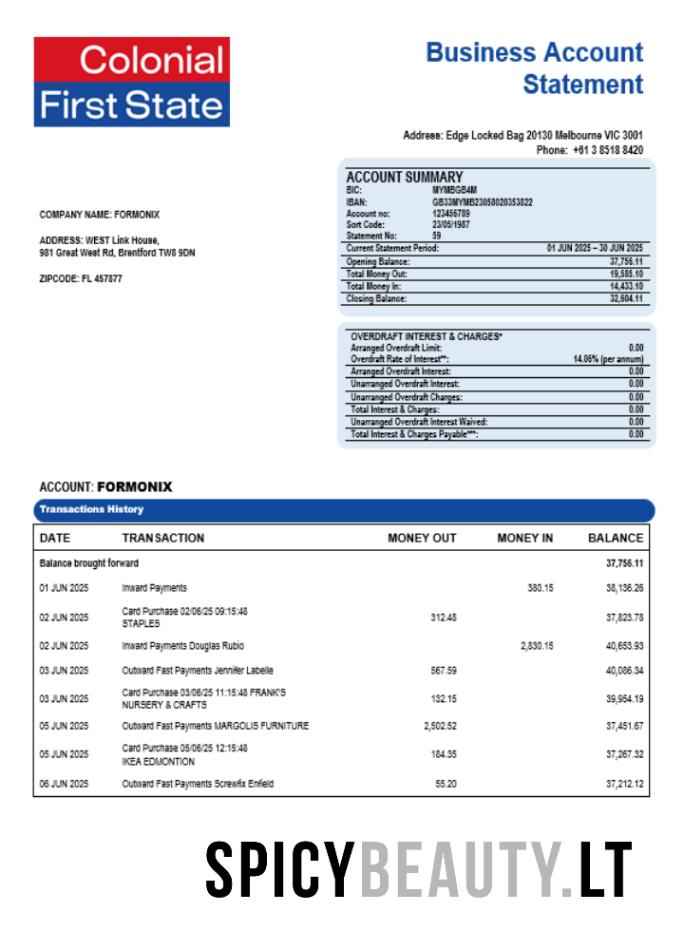 Colonial
First State
Business Account
Statement
Address: Edge Locked Bag 20130 Melbourne VIC 3001
Phone: +61 3 8518 8420
COMPANY NAME: FORMONIX
ADDRESS: WEST Link House,
981 Great West Rd, Brentford TW8 9DN
ZIPCODE: FL 457877
ACCOUNT SUMMARY
BIC: MYMBGB4M
IBAN: GB33MYMB23058020353822
Account no: 123456789
Sort Code: 23/05/1987
Statement No: 59
Current Statement Period: 01 JUN 2025 – 30 JUN 2025
Opening Balance: 37,756.11
Total Money Out: 19,585.10
Total Money In: 14,433.10
Closing Balance: 32,604.11
OVERDRAFT INTEREST & CHARGES*
Arranged Overdraft Limit: 0.00
Overdraft Rate of Interest**: 14.06% (per annum)
Arranged Overdraft Interest: 0.00
Unarranged Overdraft Interest: 0.00
Unarranged Overdraft Charges: 0.00
Total Interest & Charges: 0.00
Unarranged Overdraft Interest Waived: 0.00
Total Interest & Charges Payable***: 0.00
ACCOUNT: FORMONIX
Transactions History
DATE TRANSACTION MONEY OUT MONEY IN BALANCE
Balance brought forward 37,756.11
01 JUN 2025 Inward Payments 380.15 38,136.26
02 JUN 2025 Card Purchase 02/06/25 09:15:48 312.48 37,823.78
STAPLES
02 JUN 2025 Inward Payments Douglas Rubio 2,830.15 40,653.93
03 JUN 2025 Outward Fast Payments Jennifer Labelle 567.59 40,086.34
03 JUN 2025 Card Purchase 03/06/25 11:15:48 FRANK'S 132.15 39,954.19
NURSERY & CRAFTS
05 JUN 2025 Outward Fast Payments MARGOLIS FURNITURE 2,502.52 37,451.67
05 JUN 2025 Card Purchase 05/06/25 12:15:48 184.35 37,267.32
IKEA EDMONTION
06 JUN 2025 Outward Fast Payments Screwfix Enfield 55.20 37,212.12
SPICYBEAUTY.LT